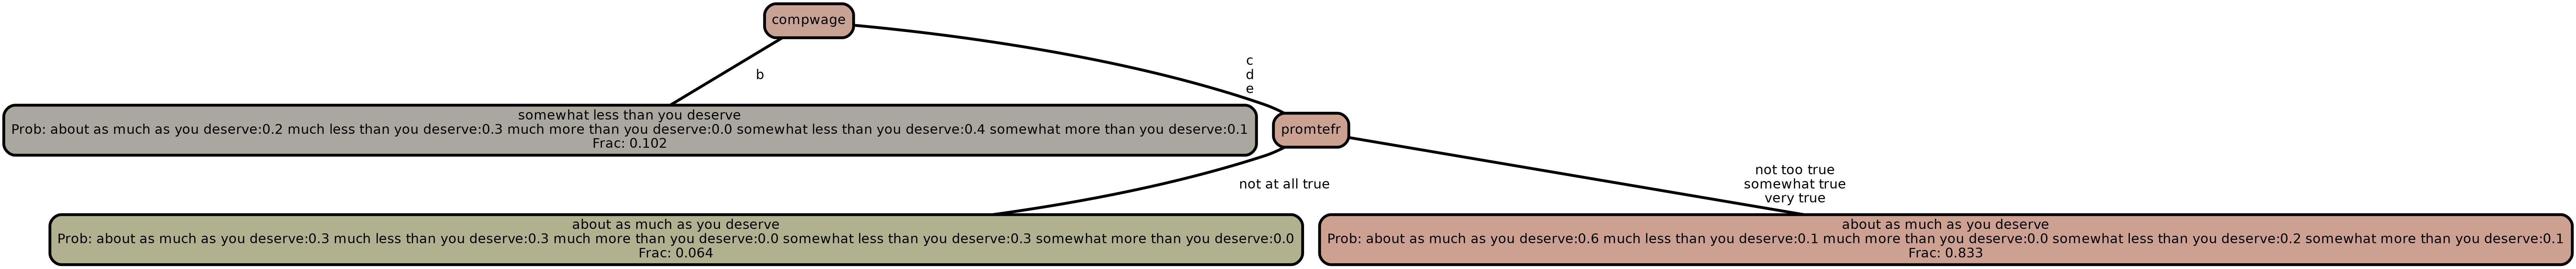 compwage
b
c
d
e
somewhat less than you deserve
Prob: about as much as you deserve:0.2 much less than you deserve:0.3 much more than you deserve:0.0 somewhat less than you deserve:0.4 somewhat more than you deserve:0.1
Frac: 0.102
promtefr
not at all true
not too true
somewhat true
very true
about as much as you deserve
Prob: about as much as you deserve:0.3 much less than you deserve:0.3 much more than you deserve:0.0 somewhat less than you deserve:0.3 somewhat more than you deserve:0.0
Frac: 0.064
about as much as you deserve
Prob: about as much as you deserve:0.6 much less than you deserve:0.1 much more than you deserve:0.0 somewhat less than you deserve:0.2 somewhat more than you deserve:0.1
Frac: 0.833